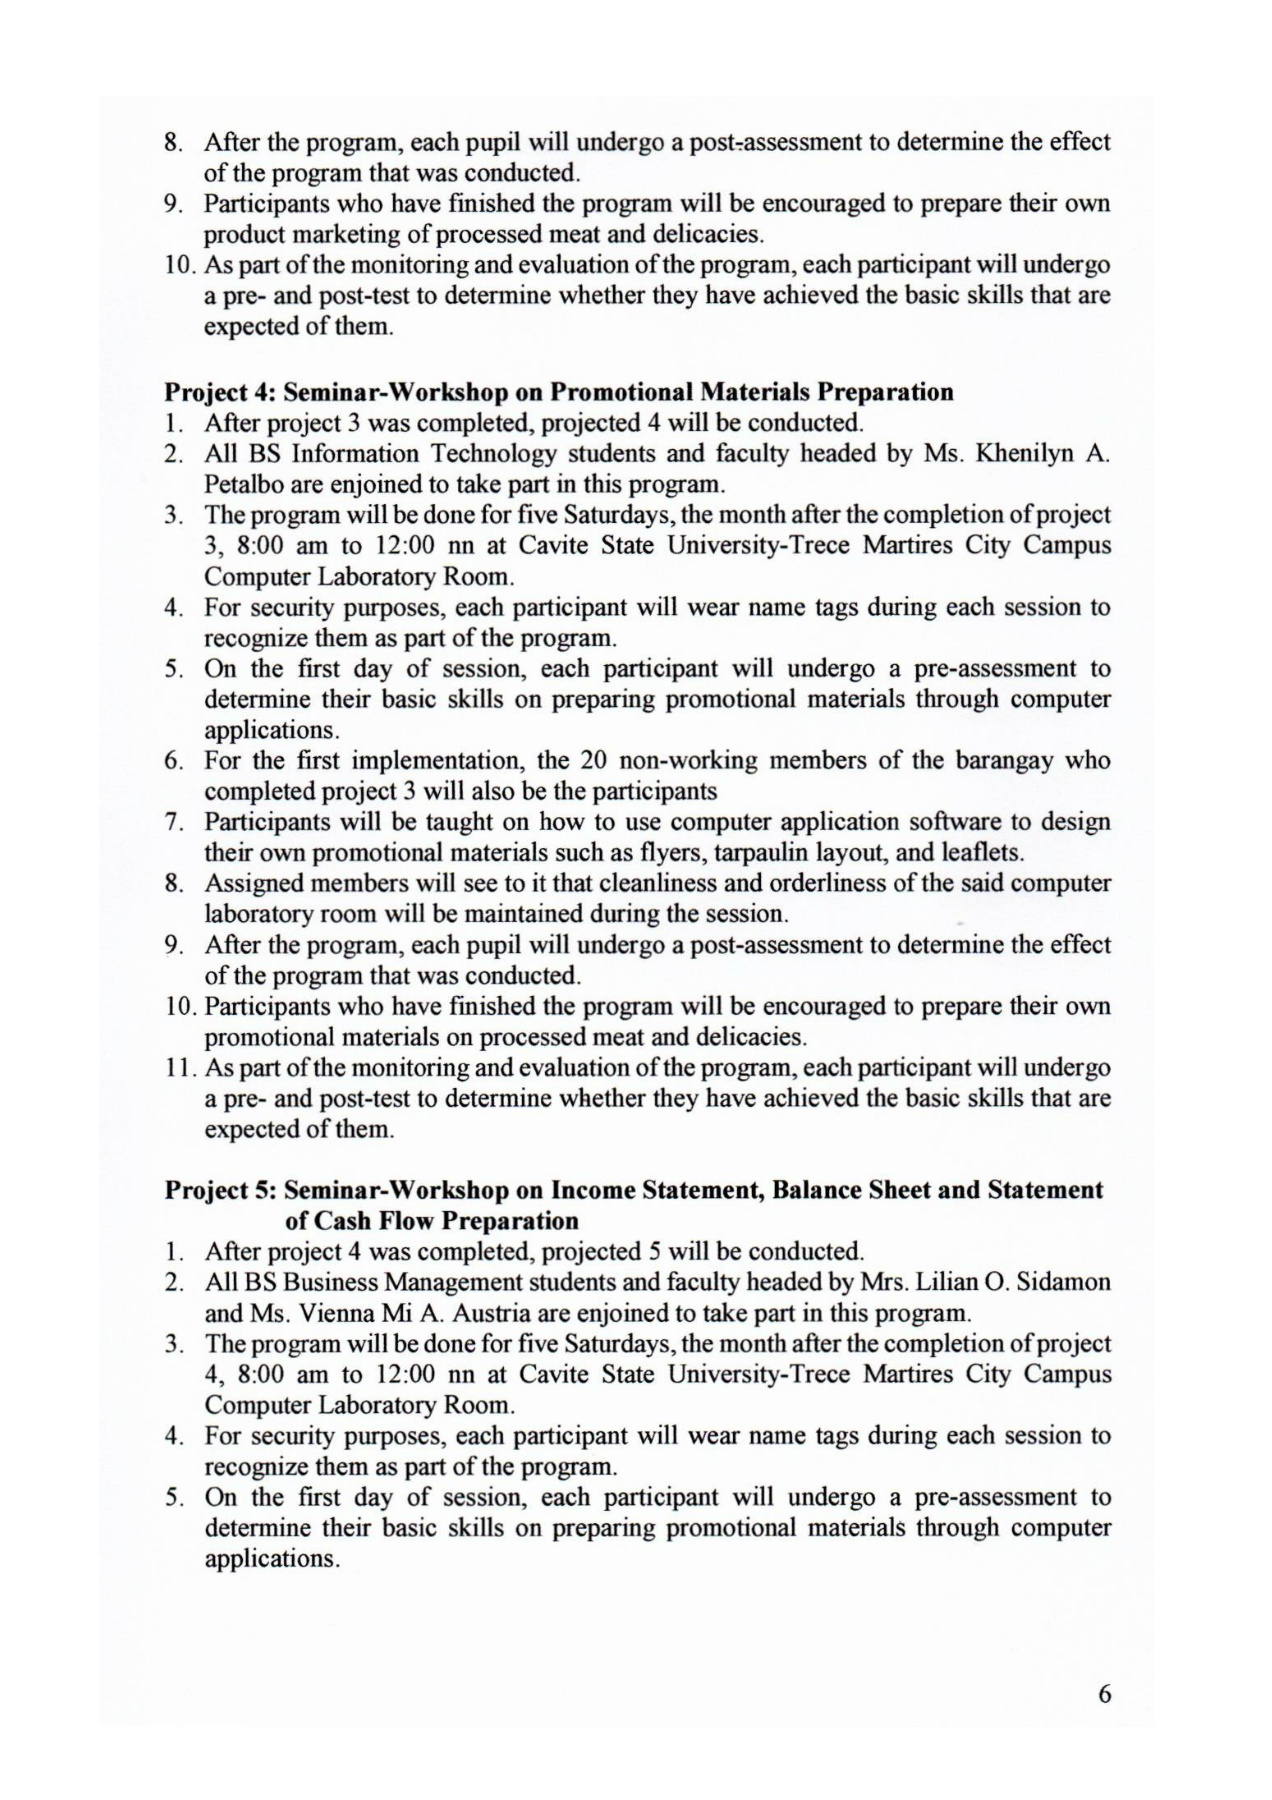 8. After the program, each pupil will undergo a post-assessment to determine the effect
of the program that was conducted.
9. Participants who have finished the program will be encouraged to prepare their own
product marketing of processed meat and delicacies.
10. As part of the monitoring and evaluation of the program, each participant will undergo
a pre- and post-test to determine whether they have achieved the basic skills that are
expected of them.
Project 4: Seminar-Workshop on Promotional Materials Preparation
1. After project 3 was completed, projected 4 will be conducted.
2. All BS Information Technology students and faculty headed by Ms. Khenilyn A.
Petalbo are enjoined to take part in this program.
3. The program will be done for five Saturdays, the month after the completion of project
3, 8:00 am to 12:00 nn at Cavite State University-Trece Martires City Campus
Computer Laboratory Room.
4. For security purposes, each participant will wear name tags during each session to
recognize them as part of the program.
5. On the first day of session, each participant will undergo a pre-assessment to
determine their basic skills on preparing promotional materials through computer
applications.
6. For the first implementation, the 20 non-working members of the barangay who
completed project 3 will also be the participants
7. Participants will be taught on how to use computer application software to design
their own promotional materials such as flyers, tarpaulin layout, and leaflets.
8. Assigned members will see to it that cleanliness and orderliness of the said computer
laboratory room will be maintained during the session.
9. After the program, each pupil will undergo a post-assessment to determine the effect
of the program that was conducted.
10. Participants who have finished the program will be encouraged to prepare their own
promotional materials on processed meat and delicacies.
11. As part of the monitoring and evaluation of the program, each participant will undergo
a pre- and post-test to determine whether they have achieved the basic skills that are
expected of them.
Project 5: Seminar-Workshop on Income Statement, Balance Sheet and Statement
of Cash Flow Preparation
1. After project 4 was completed, projected 5 will be conducted.
2. All BS Business Management students and faculty headed by Mrs. Lilian O. Sidamon
and Ms. Vienna Mi A. Austria are enjoined to take part in this program.
3. The program will be done for five Saturdays, the month after the completion of project
4, 8:00 am to 12:00 nn at Cavite State University-Trece Martires City Campus
Computer Laboratory Room.
4. For security purposes, each participant will wear name tags during each session to
recognize them as part of the program.
5. On the first day of session, each participant will undergo a pre-assessment to
determine their basic skills on preparing promotional materials through computer
applications.
6